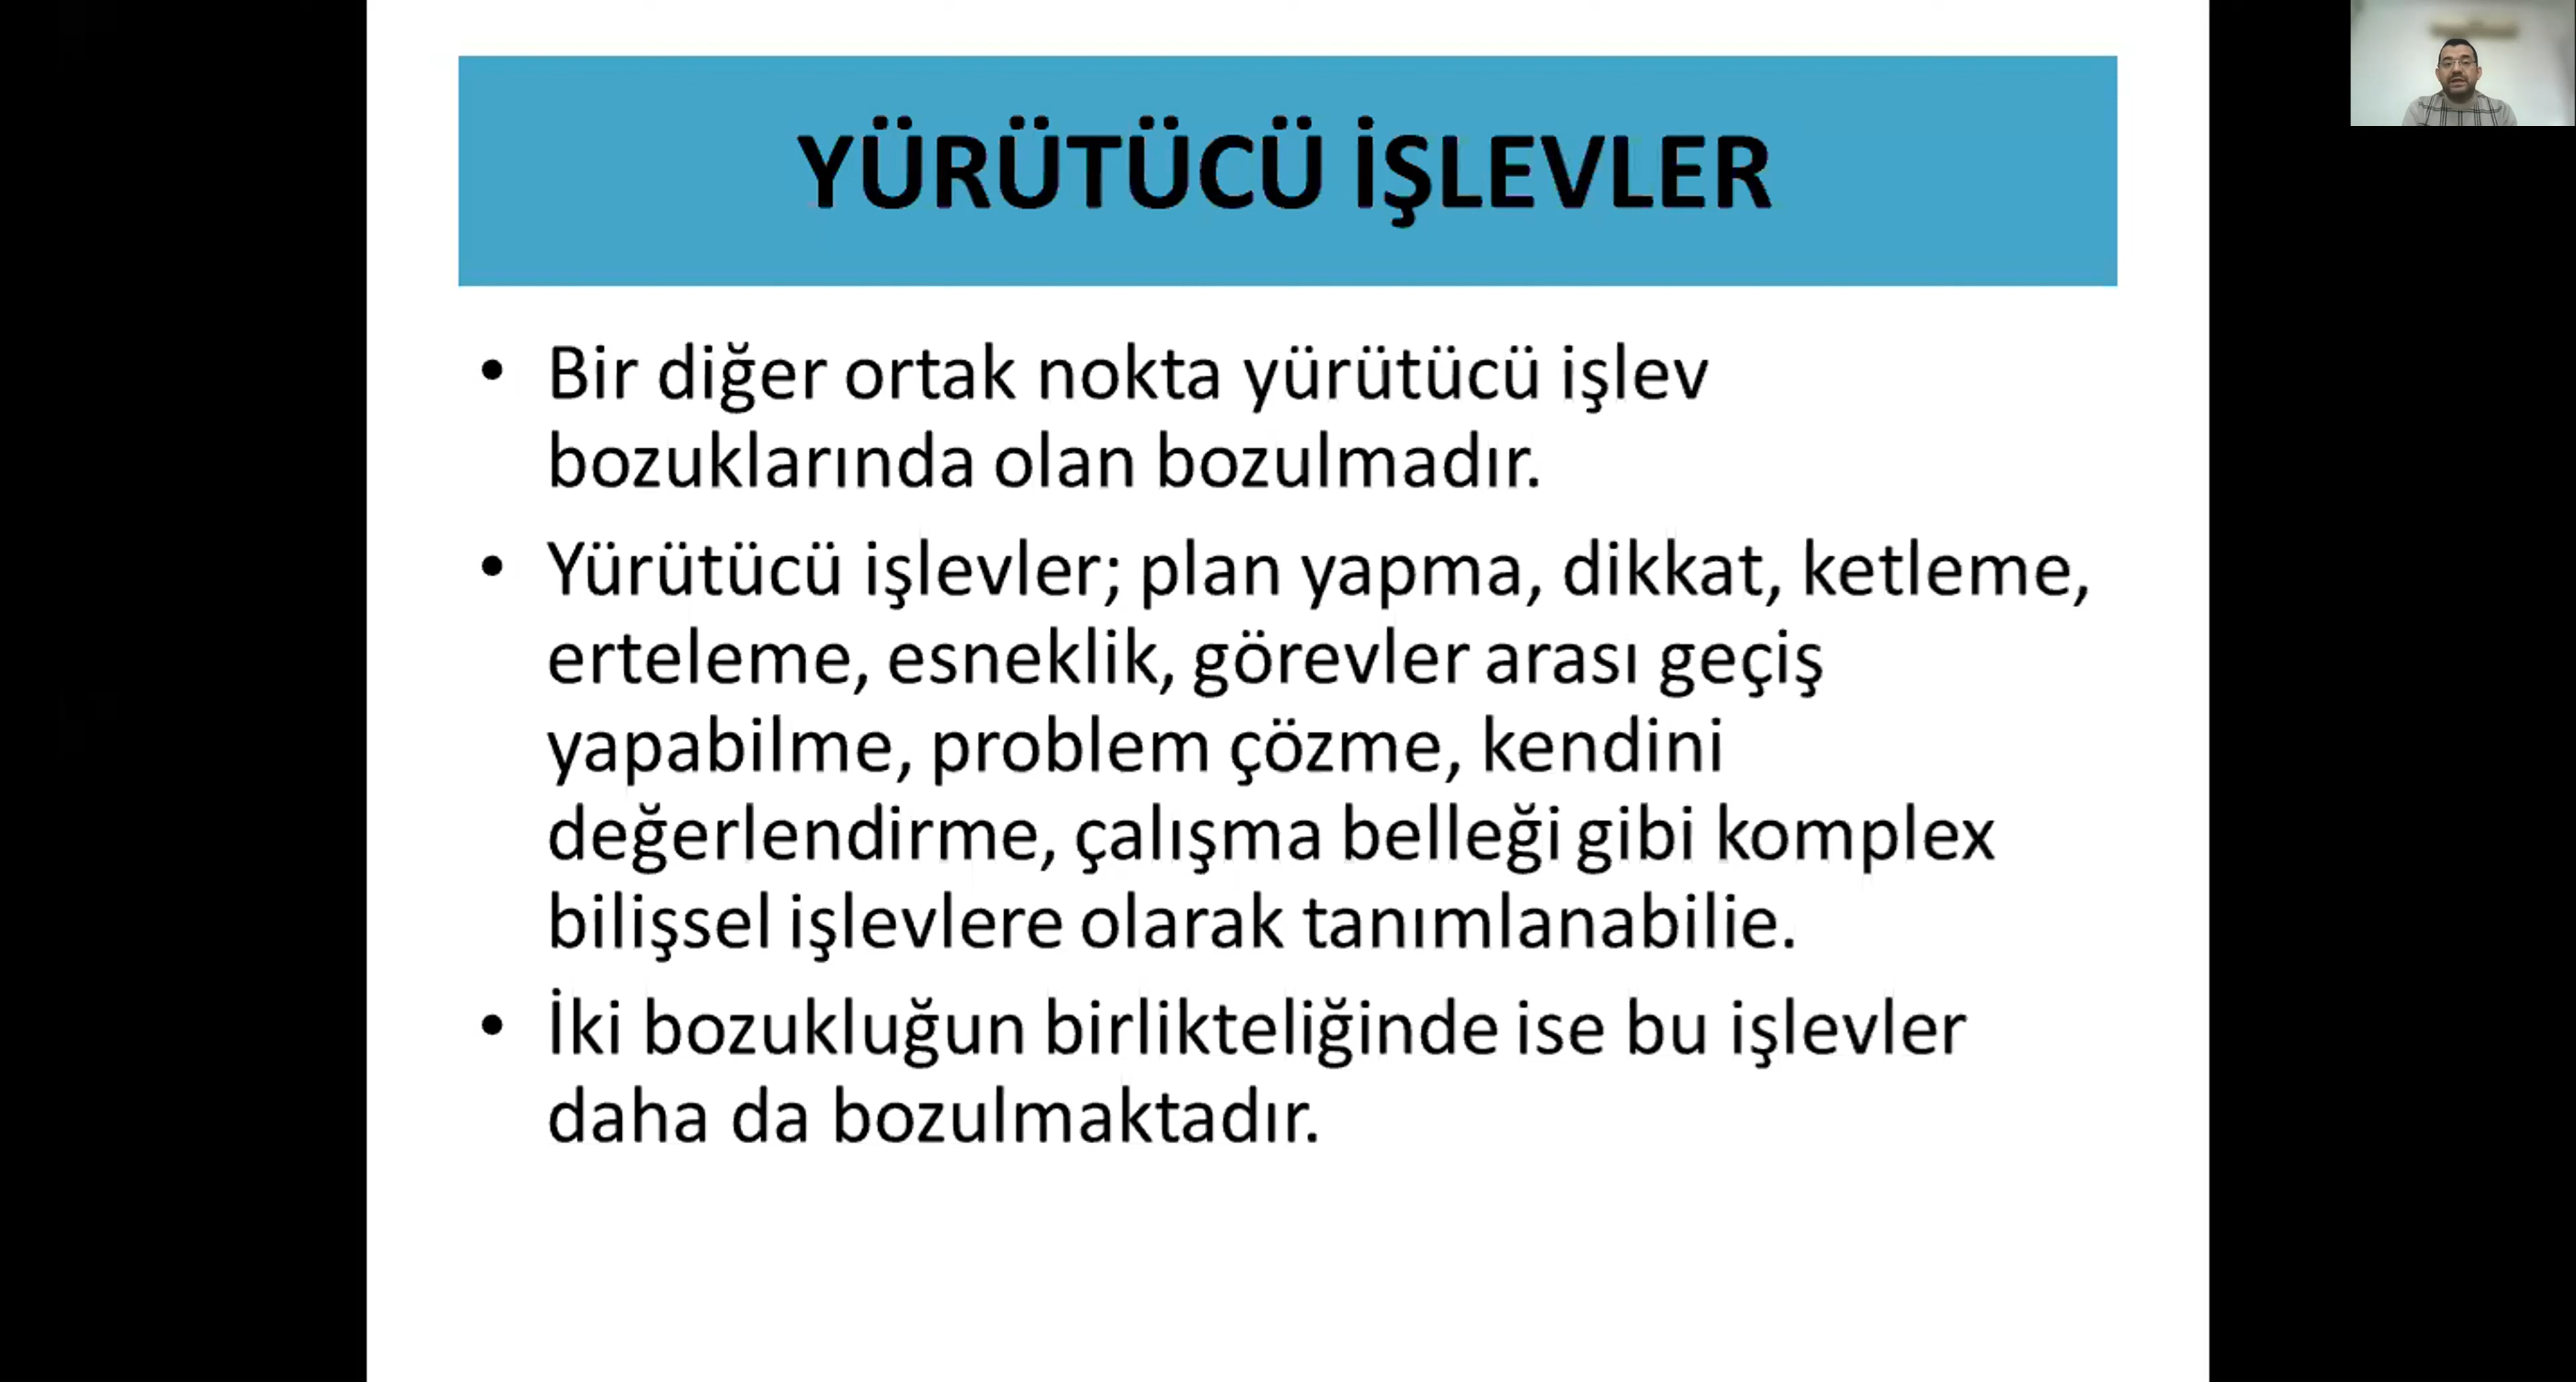 YÜRÜTÜCÜ İŞLEVLER
• Bir diğer ortak nokta yürütücü işlev
bozuklarında olan bozulmadır.
• Yürütücü işlevler; plan yapma, dikkat, ketleme,
erteleme, esneklik, görevler arası geçiş
yapabilme, problem çözme, kendini
değerlendirme, çalışma belleği gibi komplex
bilişsel işlevlere olarak tanımlanabilie.
• İki bozukluğun birlikteliğinde ise bu işlevler
daha da bozulmaktadır.